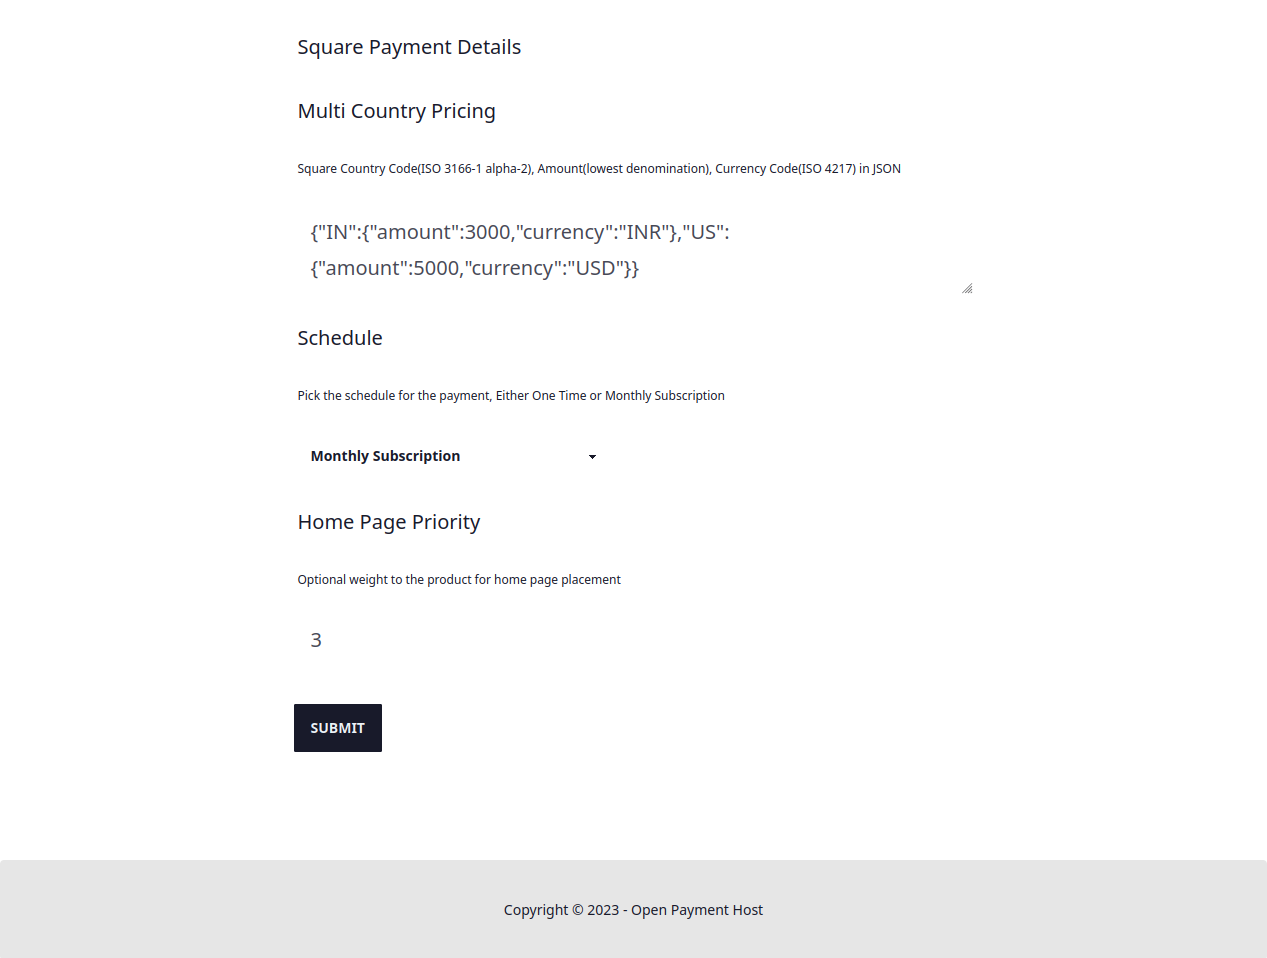 Square Payment Details
Multi Country Pricing
Square Country Code(ISO 3166-1 alpha-2), Amount(lowest denomination), Currency Code(ISO 4217) in JSON
{"IN":{"amount":3000,"currency":"INR"},"US":
{"amount":5000,"currency":"USD"}}
Schedule
Pick the schedule for the payment, Either One Time or Monthly Subscription
Monthly Subscription
Home Page Priority
Optional weight to the product for home page placement
3
SUBMIT
Copyright © 2023 - Open Payment Host